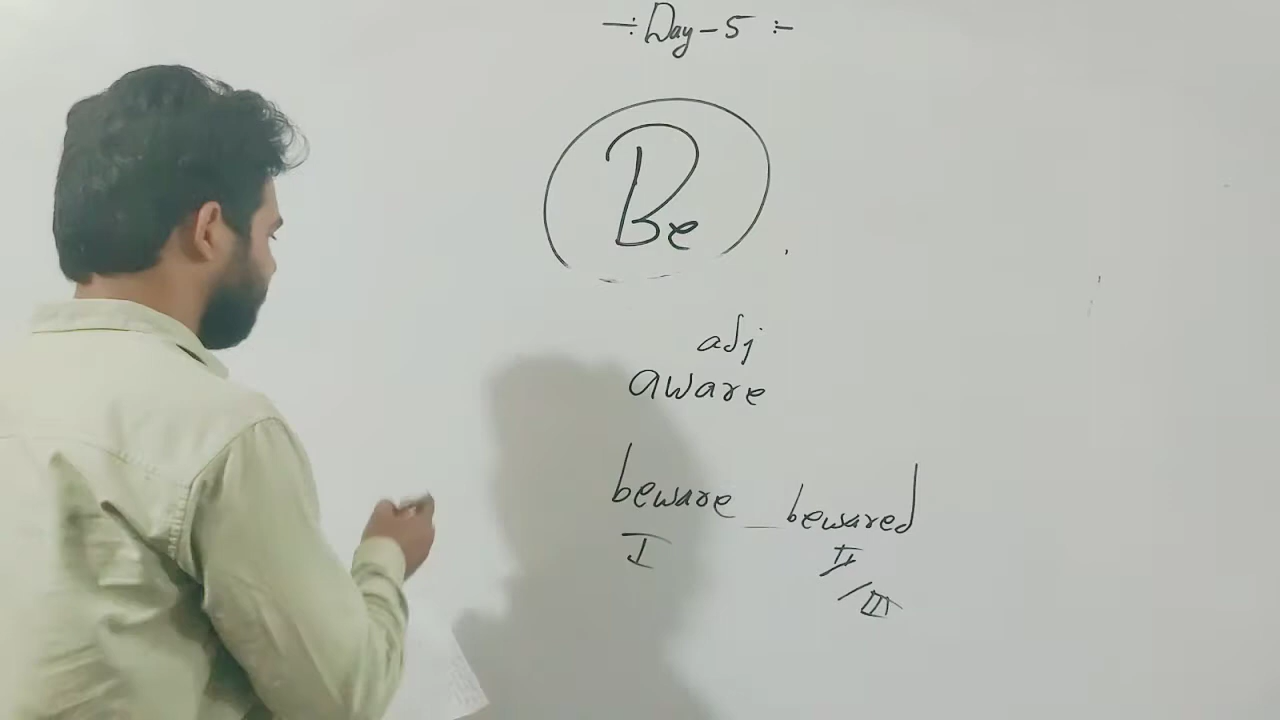 -: Day - 5 :-
Be
adj
aware
beware _ bewared
I II
/III